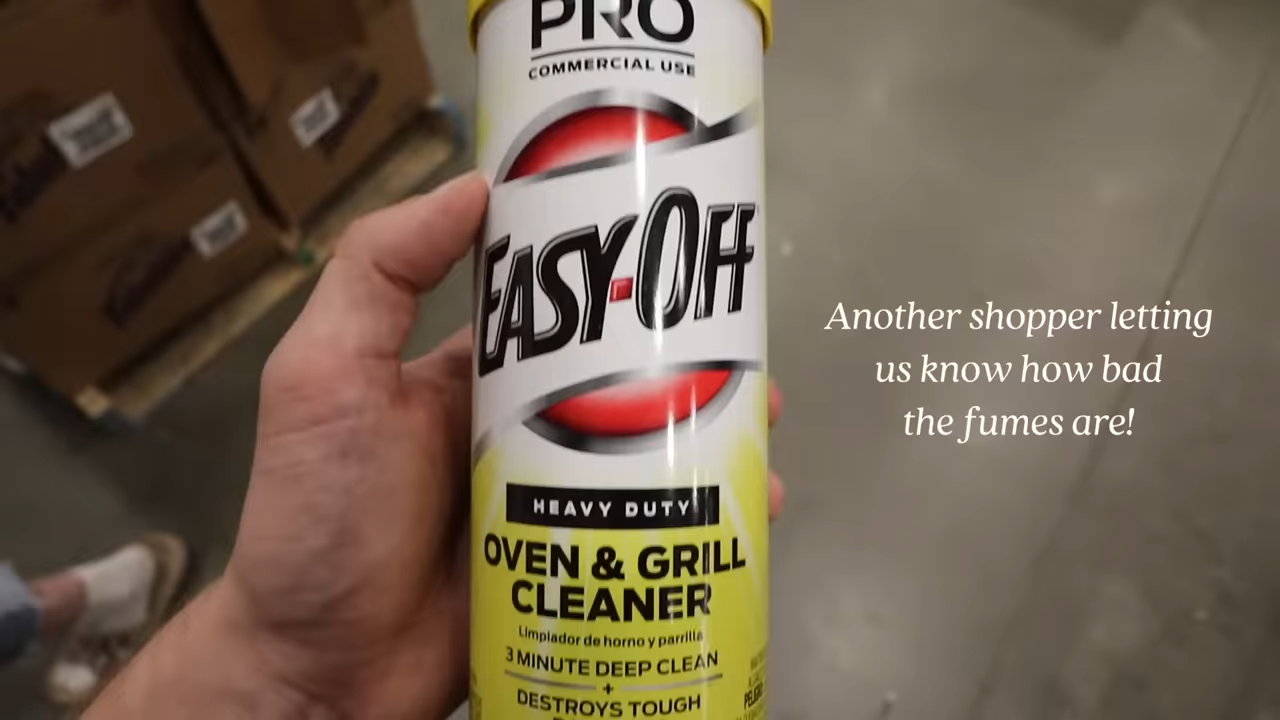 PRO
COMMERCIAL USE
EASY-OFF
HEAVY DUTY
OVEN & GRILL
CLEANER
Limpiador de horno y parrilla
3 MINUTE DEEP CLEAN
+
DESTROYS TOUGH
Another shopper letting
us know how bad
the fumes are!